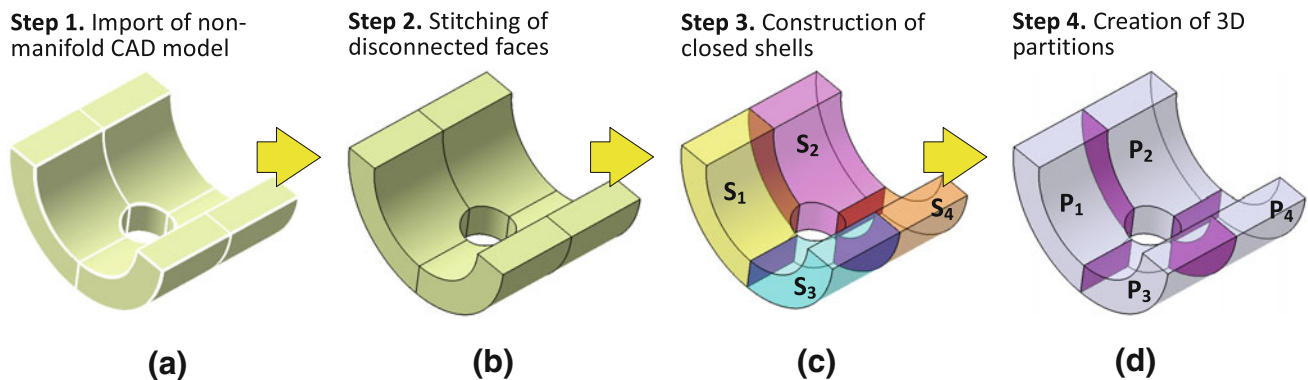 Step 1. Import of non-
manifold CAD model
Step 2. Stitching of
disconnected faces
Step 3. Construction of
closed shells
Step 4. Creation of 3D
partitions
S1
S2
S3
S4
P1
P2
P3
P4
(a)
(b)
(c)
(d)